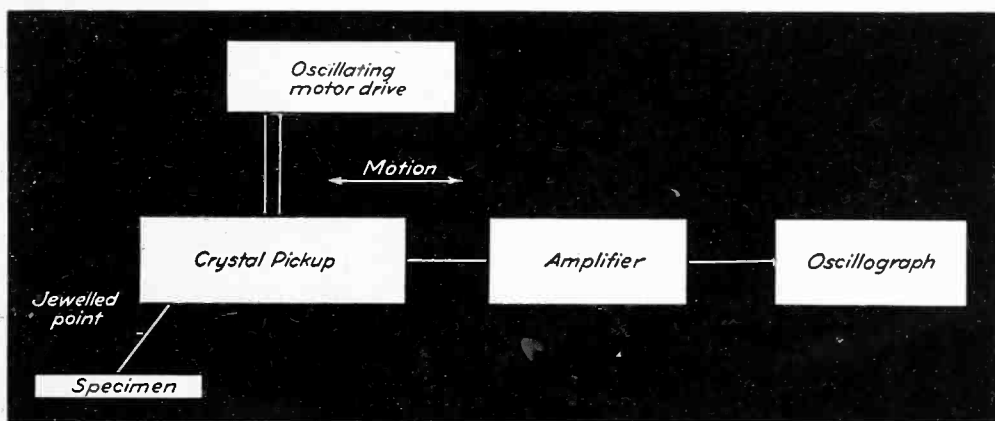 Oscillating
motor drive
Motion
Crystal Pickup
Amplifier
Oscillograph
Jewelled
point
Specimen